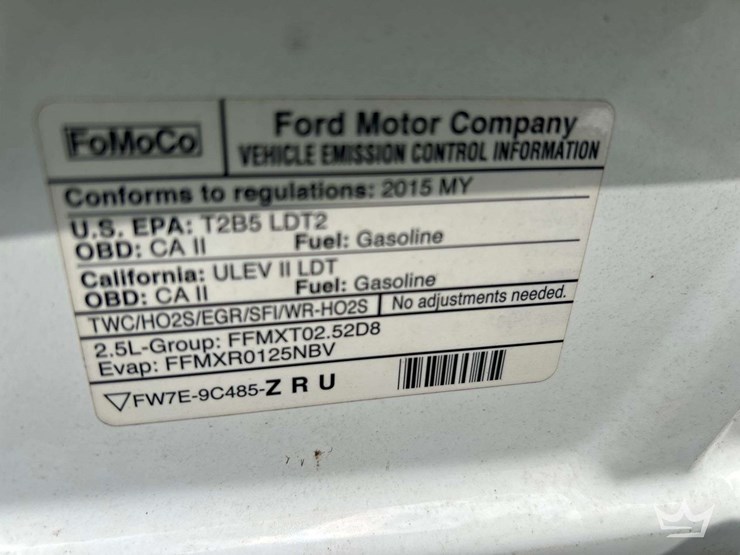 FoMoCo
Ford Motor Company
VEHICLE EMISSION CONTROL INFORMATION
Conforms to regulations: 2015 MY
U.S. EPA: T2B5 LDT2
OBD: CA II Fuel: Gasoline
California: ULEV II LDT
OBD: CA II Fuel: Gasoline
TWC/HO2S/EGR/SFI/WR-HO2S No adjustments needed.
2.5L-Group: FFMXT02.52D8
Evap: FFMXR0125NBV
FW7E-9C485-Z R U